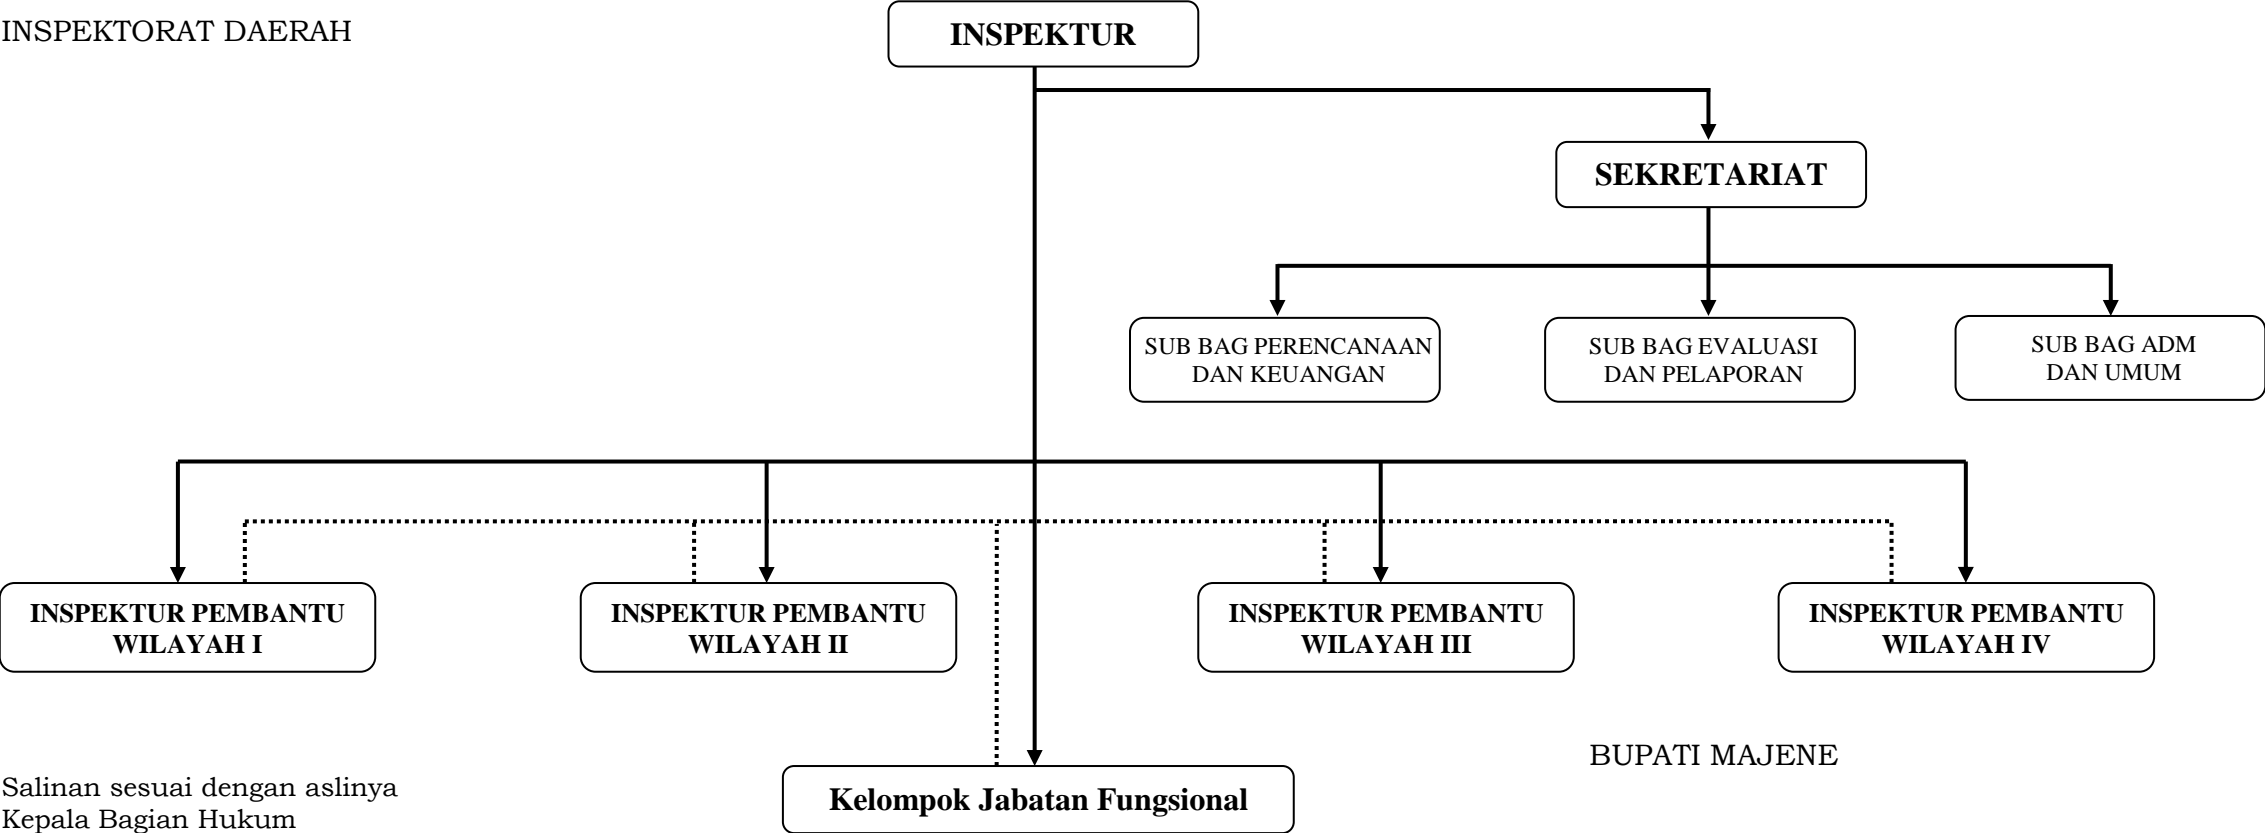 INSPEKTORAT DAERAH
INSPEKTUR
SEKRETARIAT
SUB BAG PERENCANAAN
DAN KEUANGAN
SUB BAG EVALUASI
DAN PELAPORAN
SUB BAG ADM
DAN UMUM
INSPEKTUR PEMBANTU
WILAYAH I
INSPEKTUR PEMBANTU
WILAYAH II
INSPEKTUR PEMBANTU
WILAYAH III
INSPEKTUR PEMBANTU
WILAYAH IV
Kelompok Jabatan Fungsional
BUPATI MAJENE
Salinan sesuai dengan aslinya
Kepala Bagian Hukum